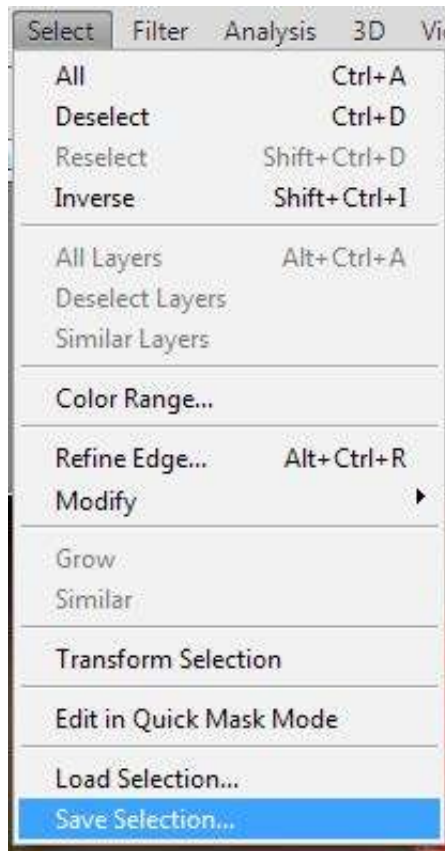 Select Filter Analysis 3D
All Ctrl+A
Deselect Ctrl+D
Reselect Shift+Ctrl+D
Inverse Shift+Ctrl+I
All Layers Alt+Ctrl+A
Deselect Layers
Similar Layers
Color Range...
Refine Edge... Alt+Ctrl+R
Modify
Grow
Similar
Transform Selection
Edit in Quick Mask Mode
Load Selection...
Save Selection...